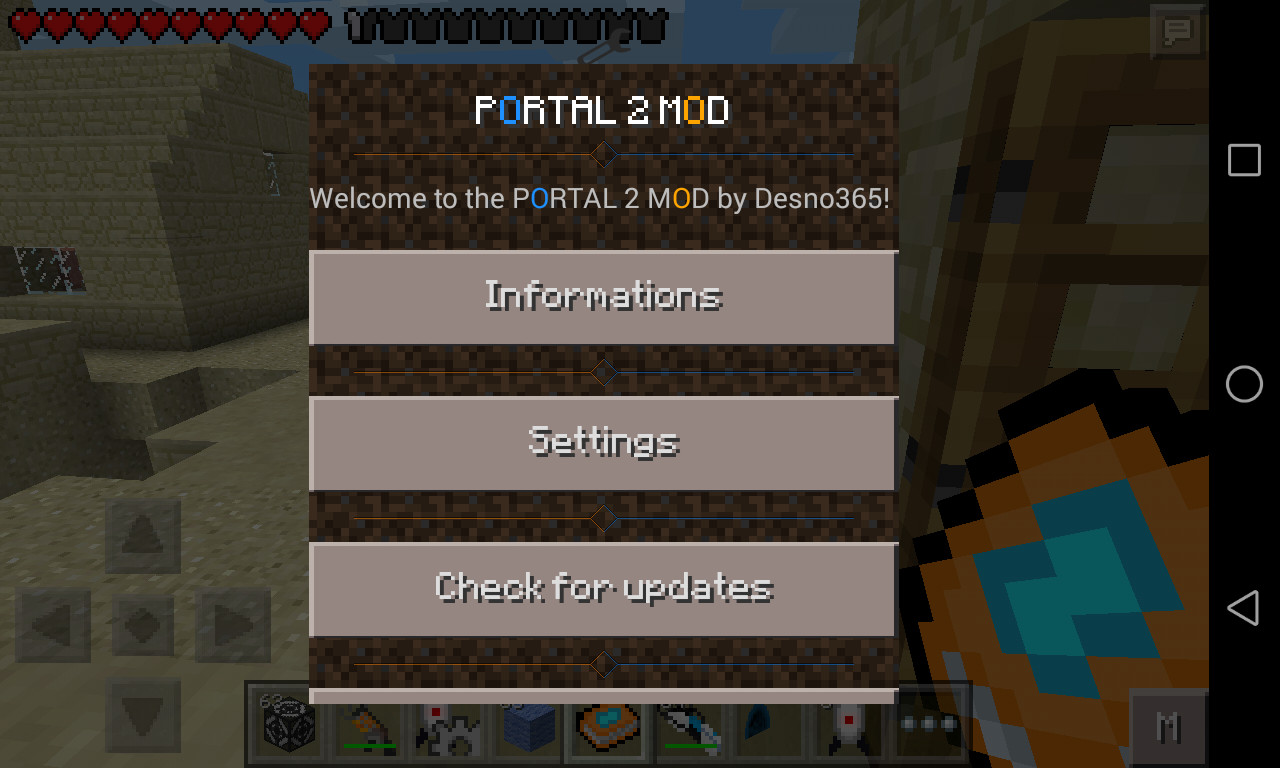 PORTAL 2 MOD
Welcome to the PORTAL 2 MOD by Desno365!
Informations
Settings
Check for updates
M